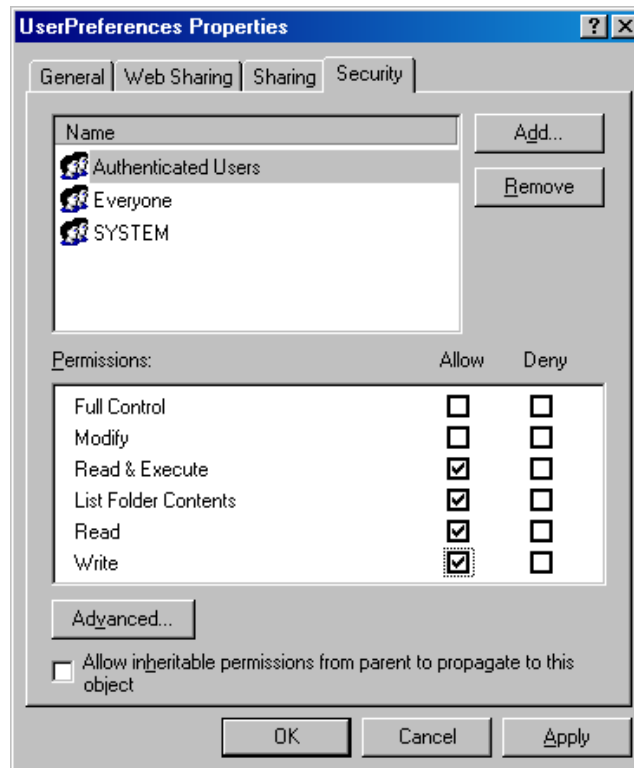 UserPreferences Properties
General Web Sharing Sharing Security
Name
Add...
Authenticated Users
Remove
Everyone
SYSTEM
Permissions: Allow Deny
Full Control
Modify
Read & Execute
List Folder Contents
Read
Write
Advanced...
Allow inheritable permissions from parent to propagate to this
object
OK Cancel Apply